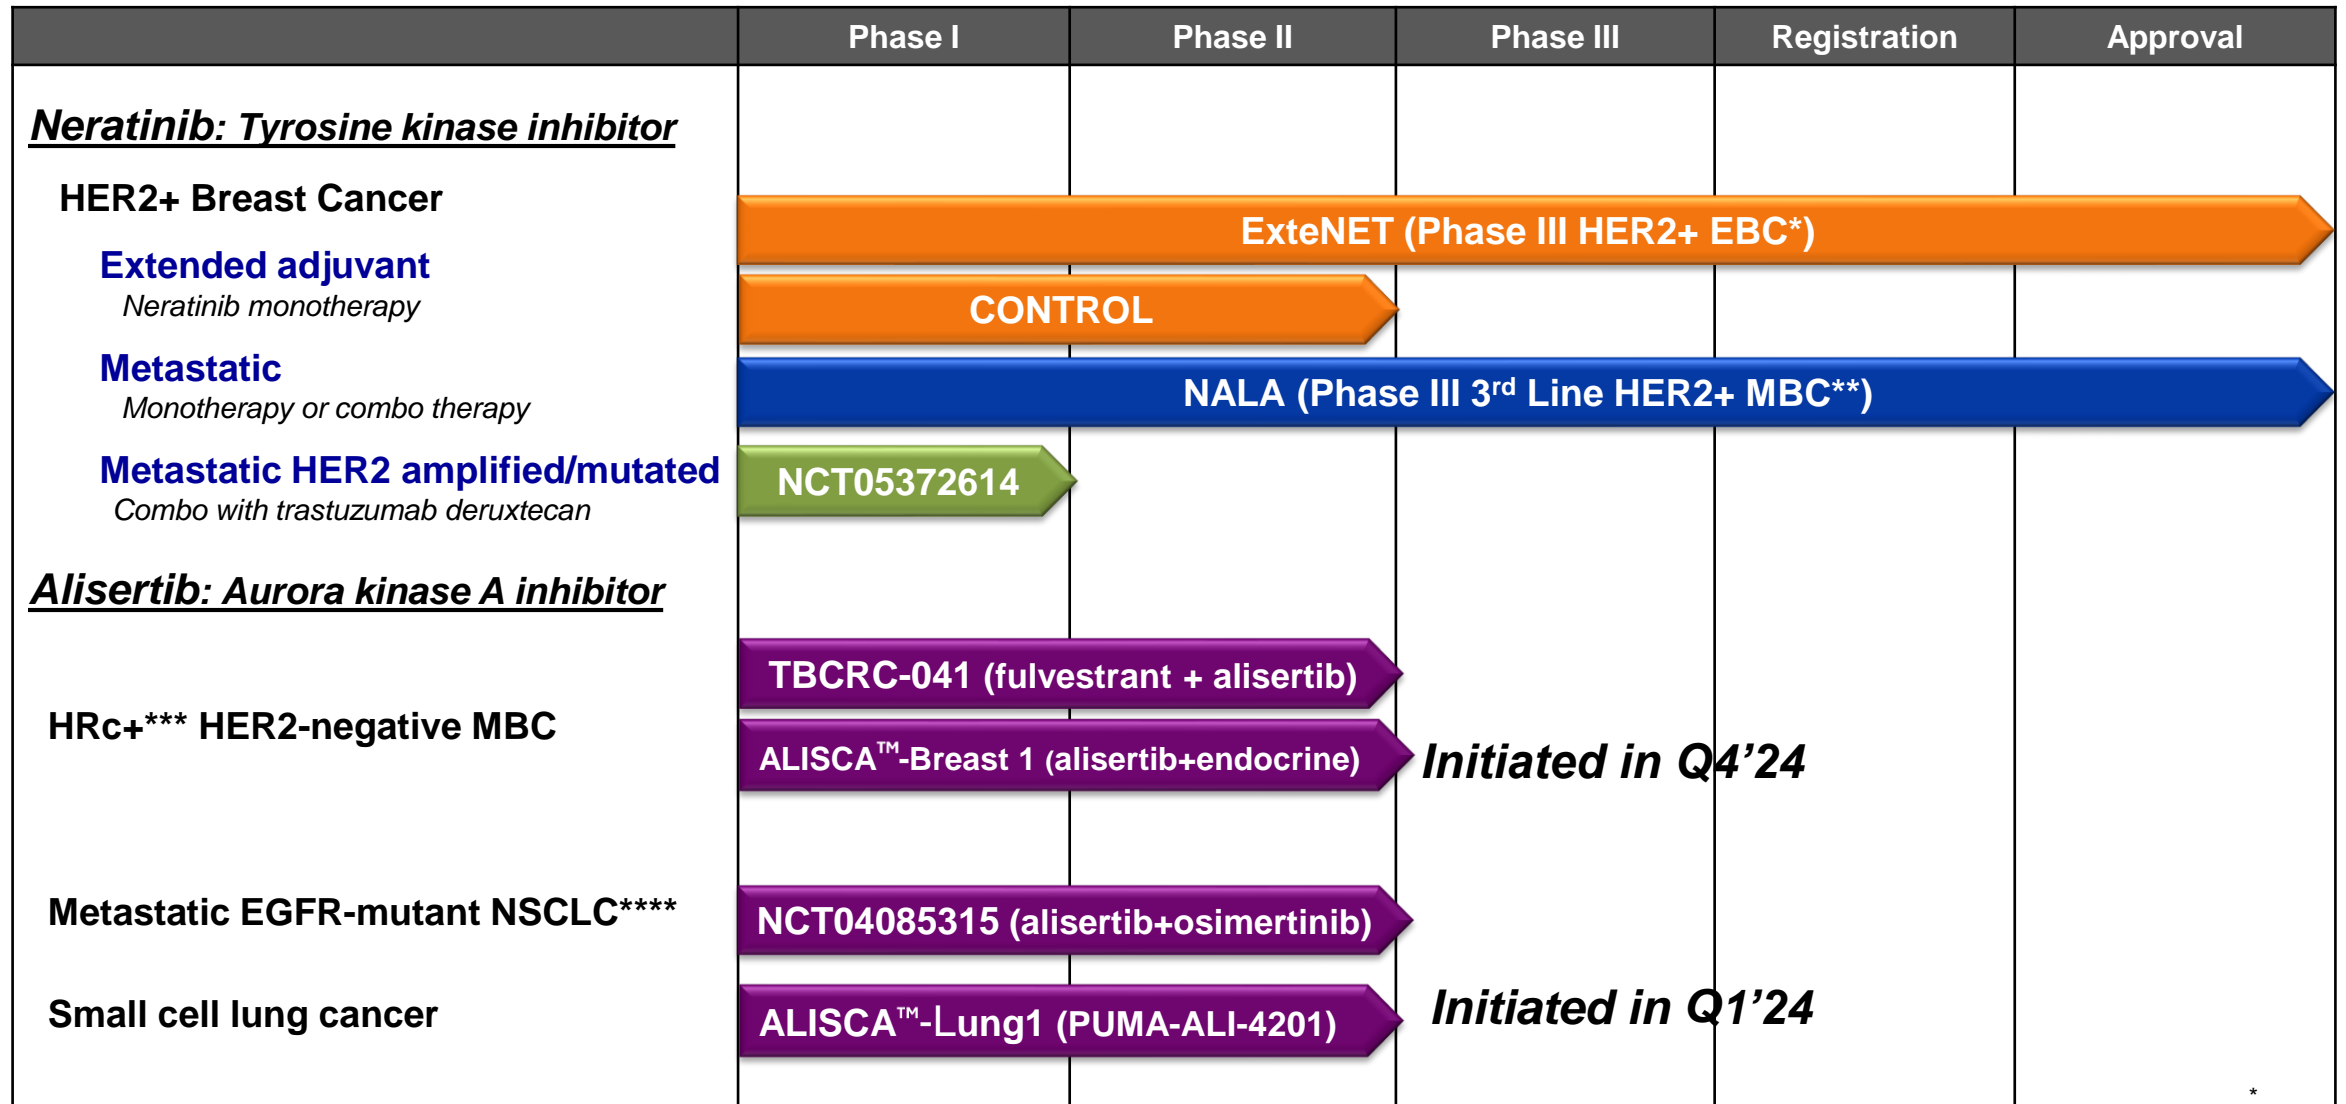 Phase I Phase II Phase III Registration Approval
Neratinib: Tyrosine kinase inhibitor
HER2+ Breast Cancer
ExteNET (Phase III HER2+ EBC*)
Extended adjuvant
Neratinib monotherapy
CONTROL
Metastatic
Monotherapy or combo therapy
NALA (Phase III 3rd Line HER2+ MBC**)
Metastatic HER2 amplified/mutated
Combo with trastuzumab deruxtecan
NCT05372614
Alisertib: Aurora kinase A inhibitor
TBCRC-041 (fulvestrant + alisertib)
HRc+*** HER2-negative MBC
ALISCA™-Breast 1 (alisertib+endocrine)
Initiated in Q4’24
Metastatic EGFR-mutant NSCLC****
NCT04085315 (alisertib+osimertinib)
Small cell lung cancer
ALISCA™-Lung1 (PUMA-ALI-4201)
Initiated in Q1’24
*